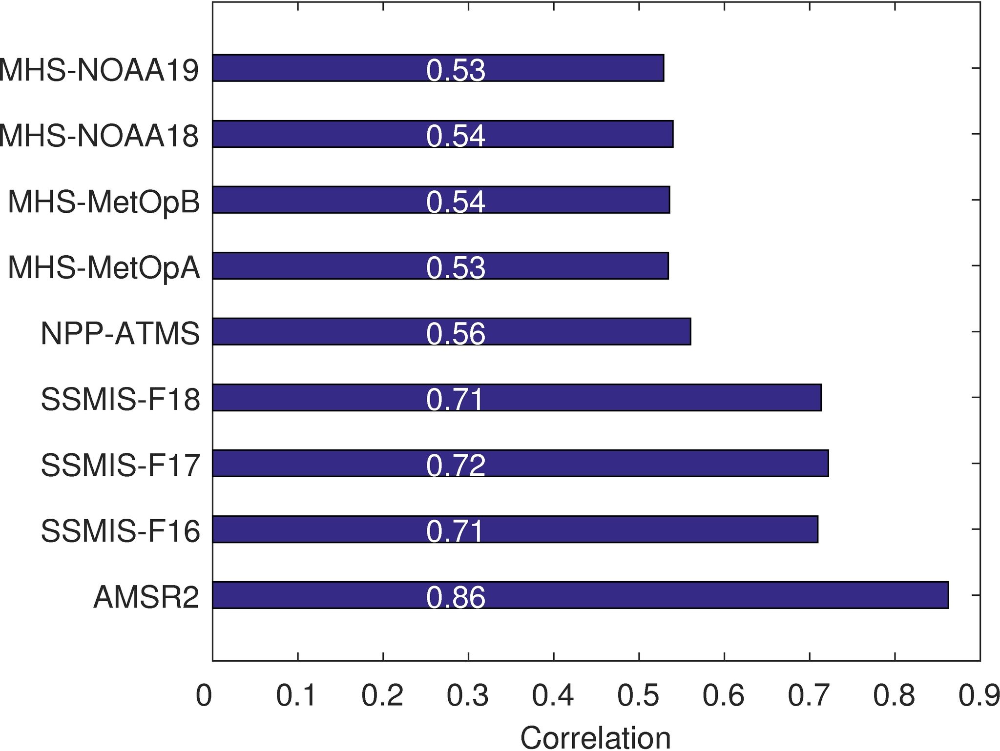 MHS-NOAA19 0.53
MHS-NOAA18 0.54
MHS-MetOpB 0.54
MHS-MetOpA 0.53
NPP-ATMS 0.56
SSMIS-F18 0.71
SSMIS-F17 0.72
SSMIS-F16 0.71
AMSR2 0.86
0 0.1 0.2 0.3 0.4 0.5 0.6 0.7 0.8 0.9
Correlation